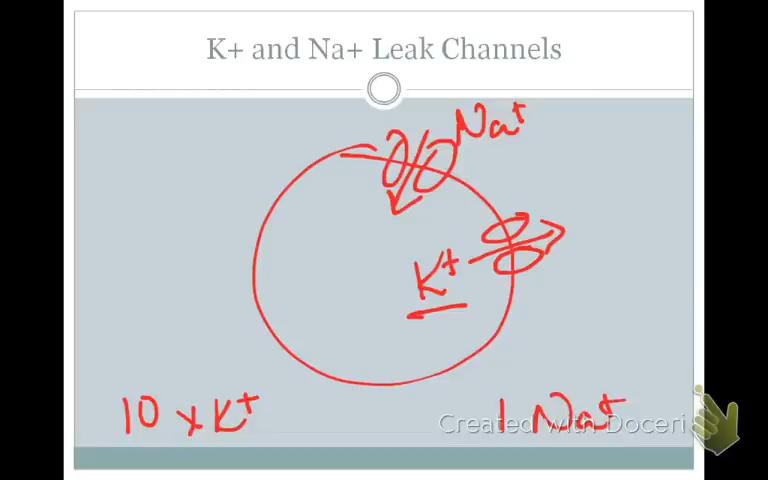 K+ and Na+ Leak Channels
Na+
K+
10 x K+
1 Na+
Created with Doceri